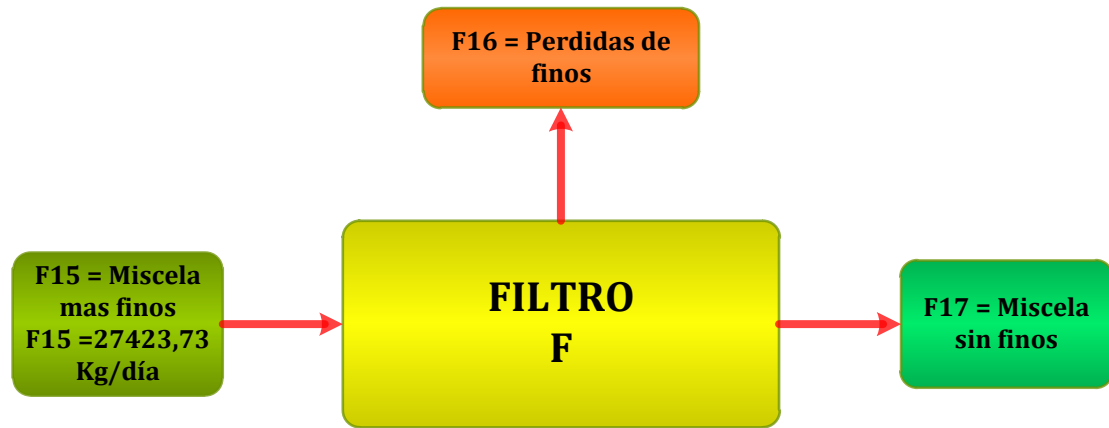 F16 = Perdidas de
finos
F15 = Miscela
mas finos
F15 =27423,73
Kg/día
FILTRO
F
F17 = Miscela
sin finos